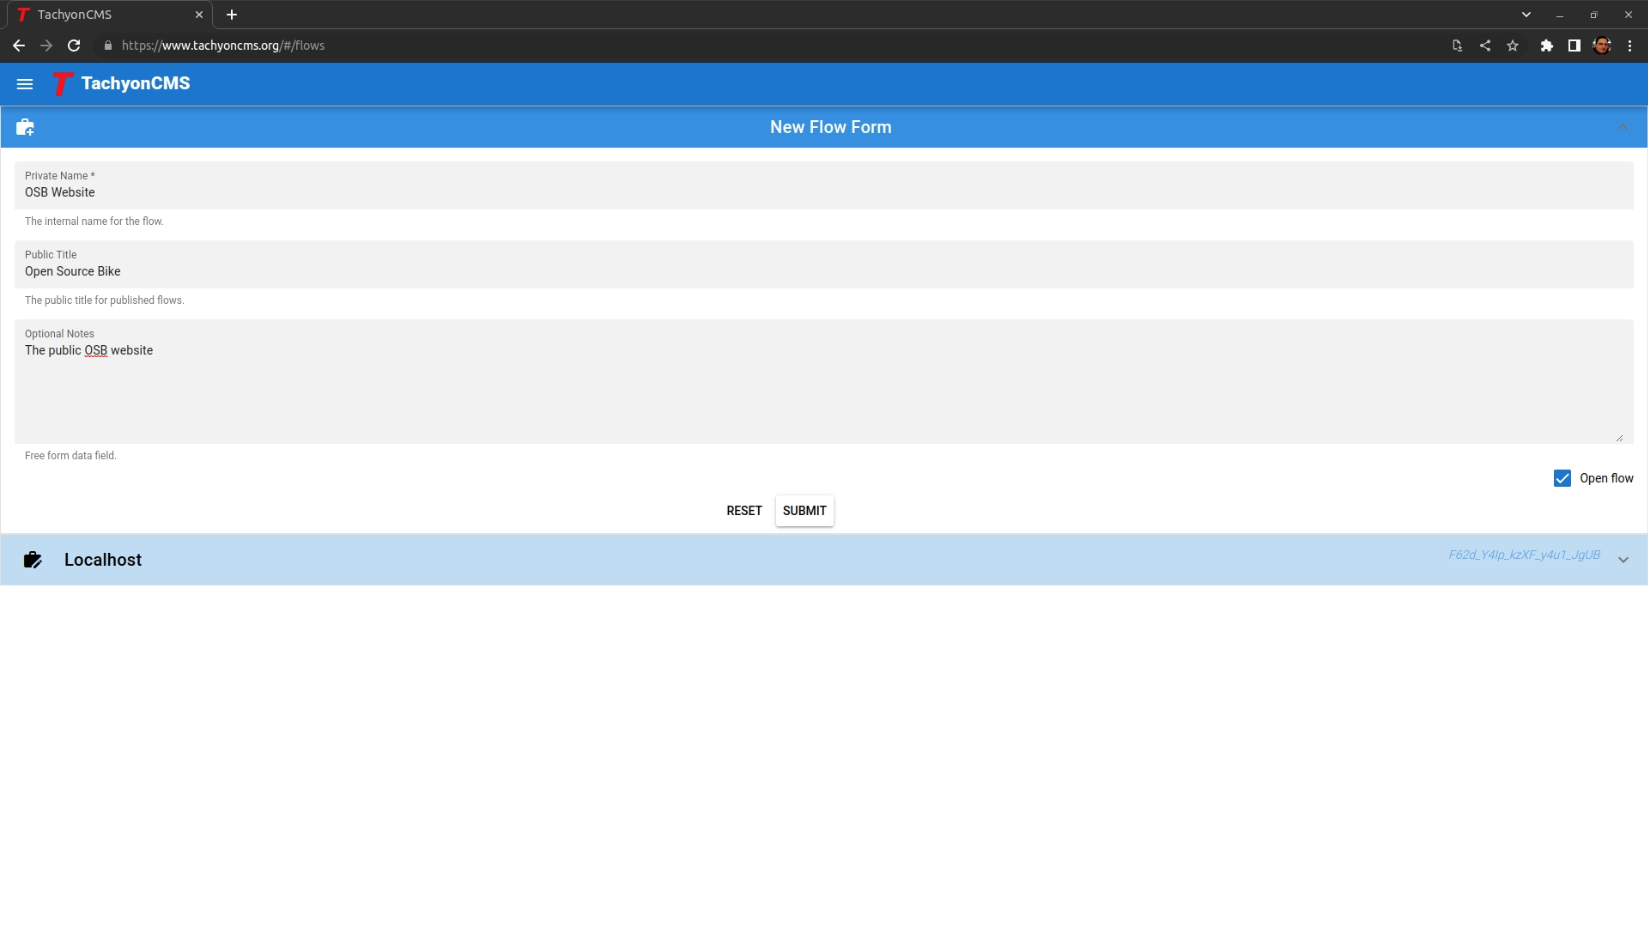 TachyonCMS
https://www.tachyoncms.org/#/flows
TachyonCMS
New Flow Form
Private Name *
OSB Website
The internal name for the flow.
Public Title
Open Source Bike
The public title for published flows.
Optional Notes
The public OSB website
Free form data field.
Open flow
RESET SUBMIT
Localhost